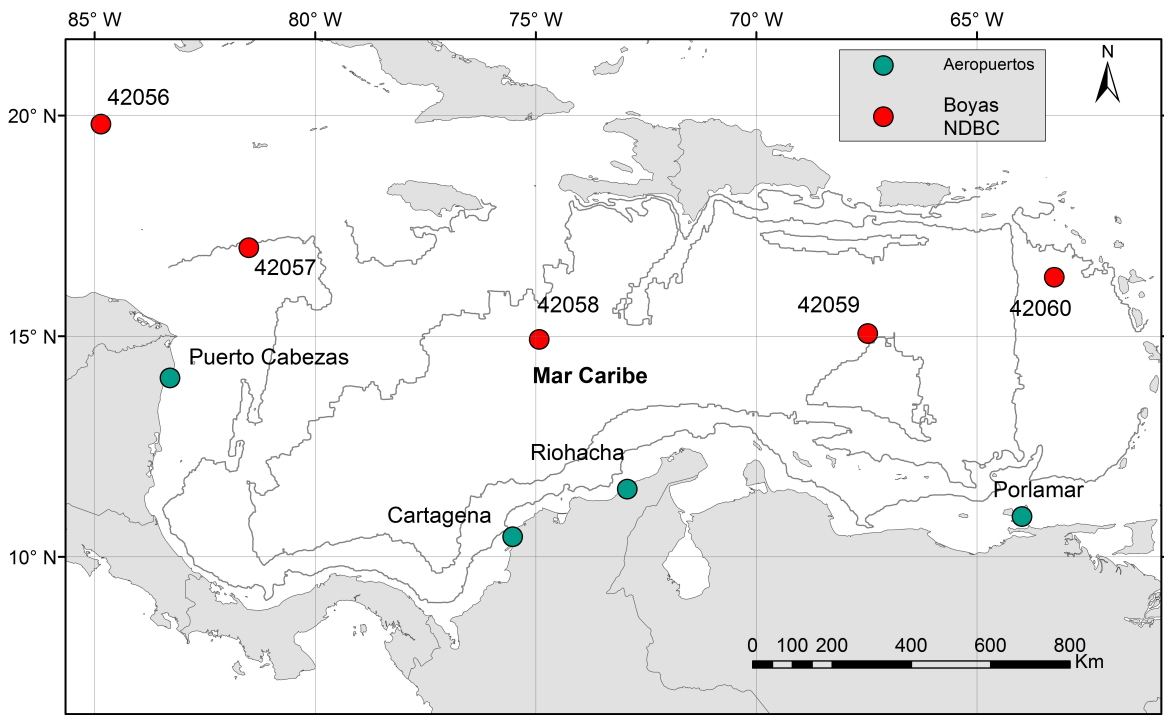 85° W
80° W
75° W
70° W
65° W
Aeropuertos
Boyas
NDBC
N
42056
20° N
42057
42058
42059
42060
15° N
Puerto Cabezas
Mar Caribe
Riohacha
Porlamar
Cartagena
10° N
0 100 200 400 600 800
Km